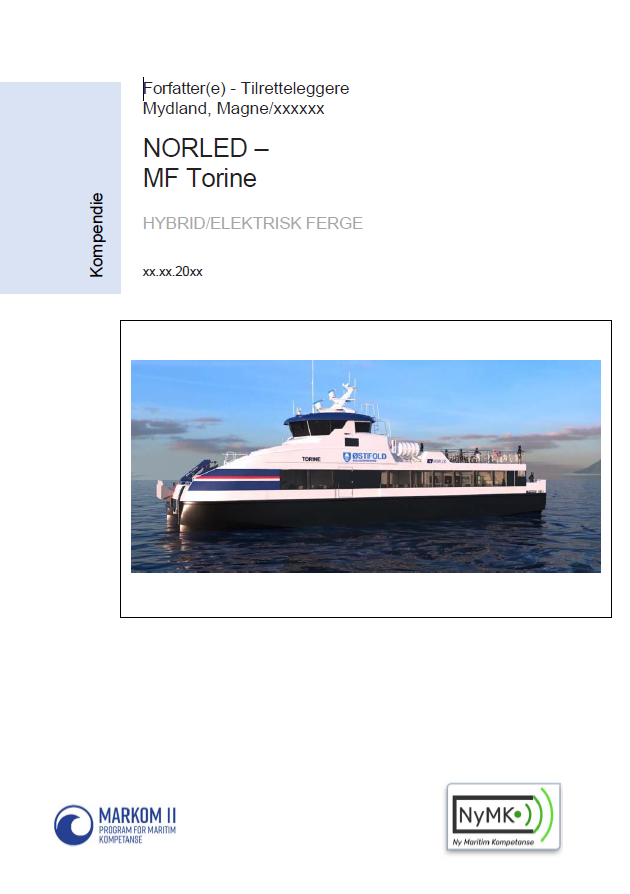 Forfatter(e) - Tilretteleggere
Mydland, Magne/xxxxxx
NORLED –
MF Torine
HYBRID/ELEKTRISK FERGE
Kompendie
xx.xx.20xx
TORINE
ØSTFOLD
NORLED
MARKOM II
PROGRAM FOR MARITIM
KOMPETANSE
NyMK
Ny Maritim Kompetanse